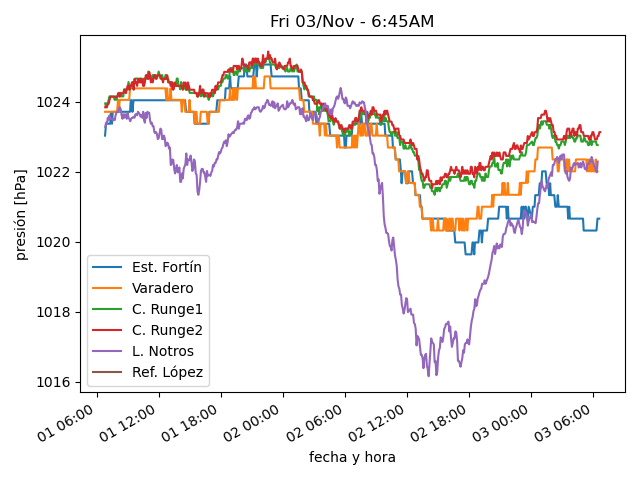 Fri 03/Nov - 6:45AM
presión [hPa]
1024
1022
1020
1018
1016
Est. Fortín
Varadero
C. Runge1
C. Runge2
L. Notros
Ref. López
01 06:00
01 12:00
01 18:00
02 00:00
02 06:00
02 12:00
02 18:00
03 00:00
03 06:00
fecha y hora